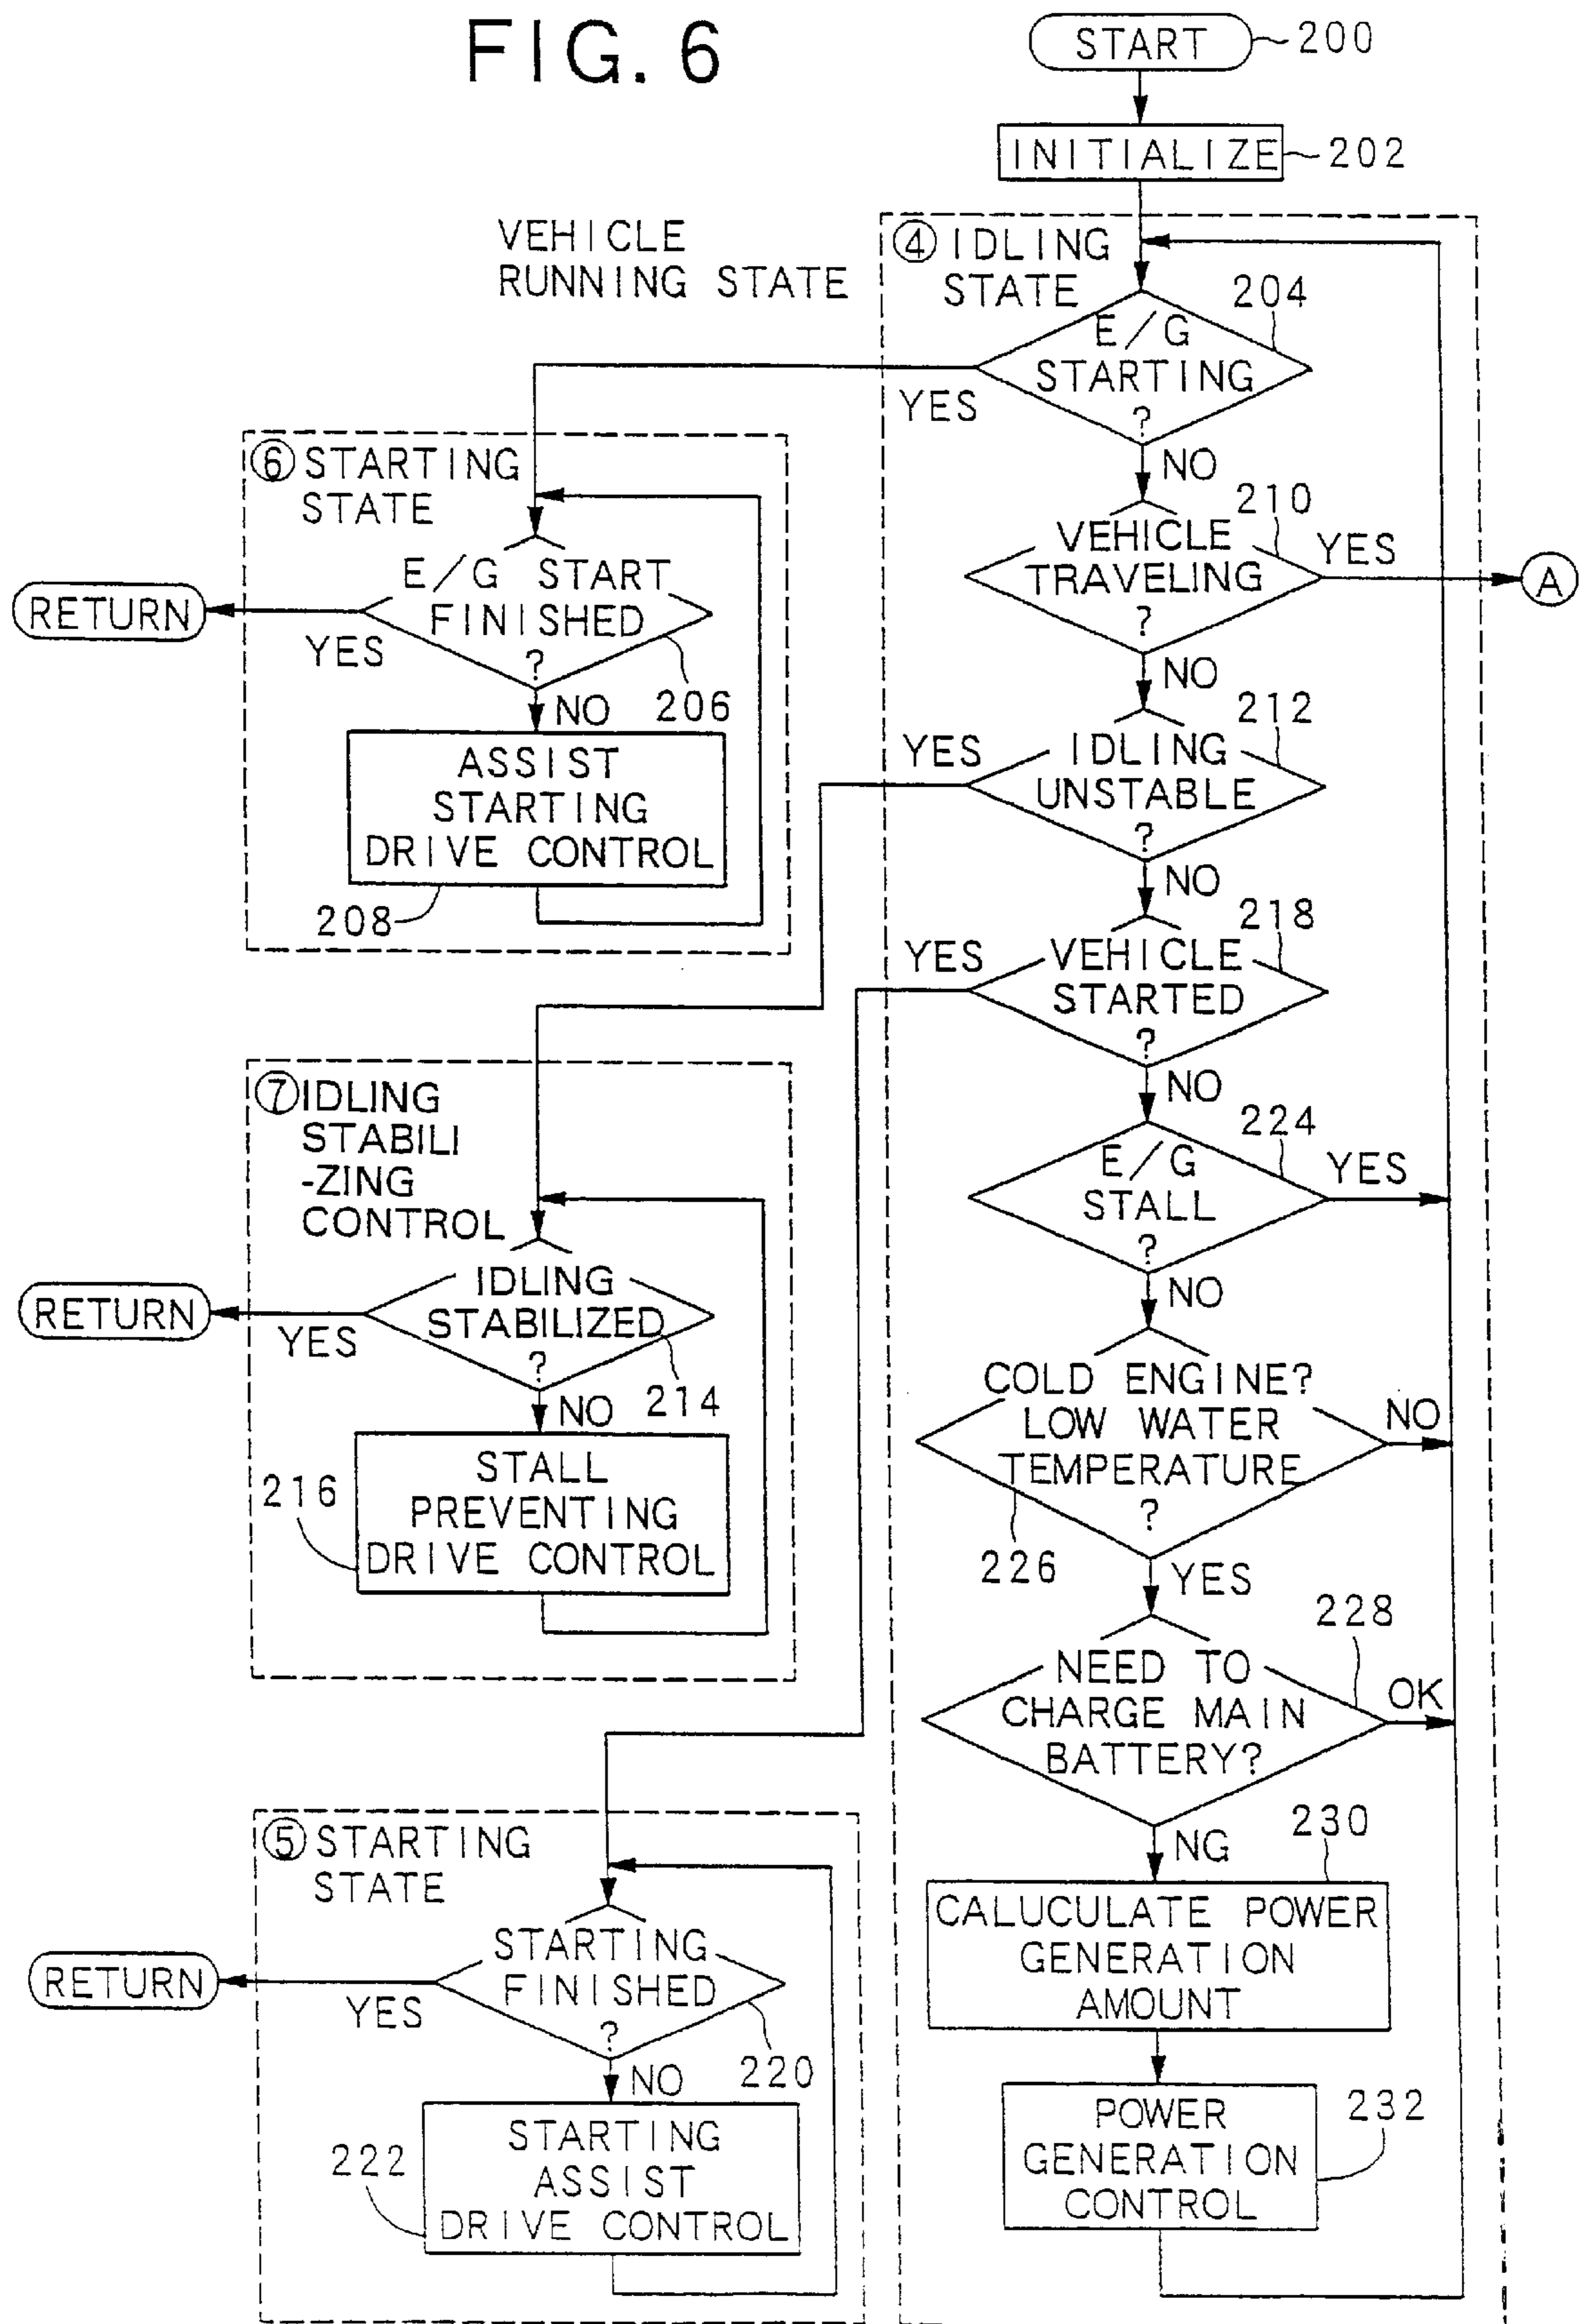 FIG. 6
START
200
INITIALIZE
202
VEHICLE
RUNNING STATE
④ IDLING
STATE
204
E/G
STARTING
?
YES
NO
⑥ STARTING
STATE
E/G START
FINISHED
?
206
RETURN
YES
NO
ASSIST
STARTING
DRIVE CONTROL
208
210
VEHICLE
TRAVELING
?
YES
A
NO
212
IDLING
UNSTABLE
?
YES
NO
218
VEHICLE
STARTED
?
YES
NO
⑦ IDLING
STABILI
-ZING
CONTROL
IDLING
STABILIZED
?
214
RETURN
YES
NO
STALL
PREVENTING
DRIVE CONTROL
216
224
E/G
STALL
?
YES
NO
COLD ENGINE?
LOW WATER
TEMPERATURE
?
NO
226
YES
228
NEED TO
CHARGE MAIN
BATTERY?
OK
NG
230
CALUCULATE POWER
GENERATION
AMOUNT
POWER
GENERATION
CONTROL
232
⑤ STARTING
STATE
STARTING
FINISHED
?
220
RETURN
YES
NO
STARTING
ASSIST
DRIVE CONTROL
222